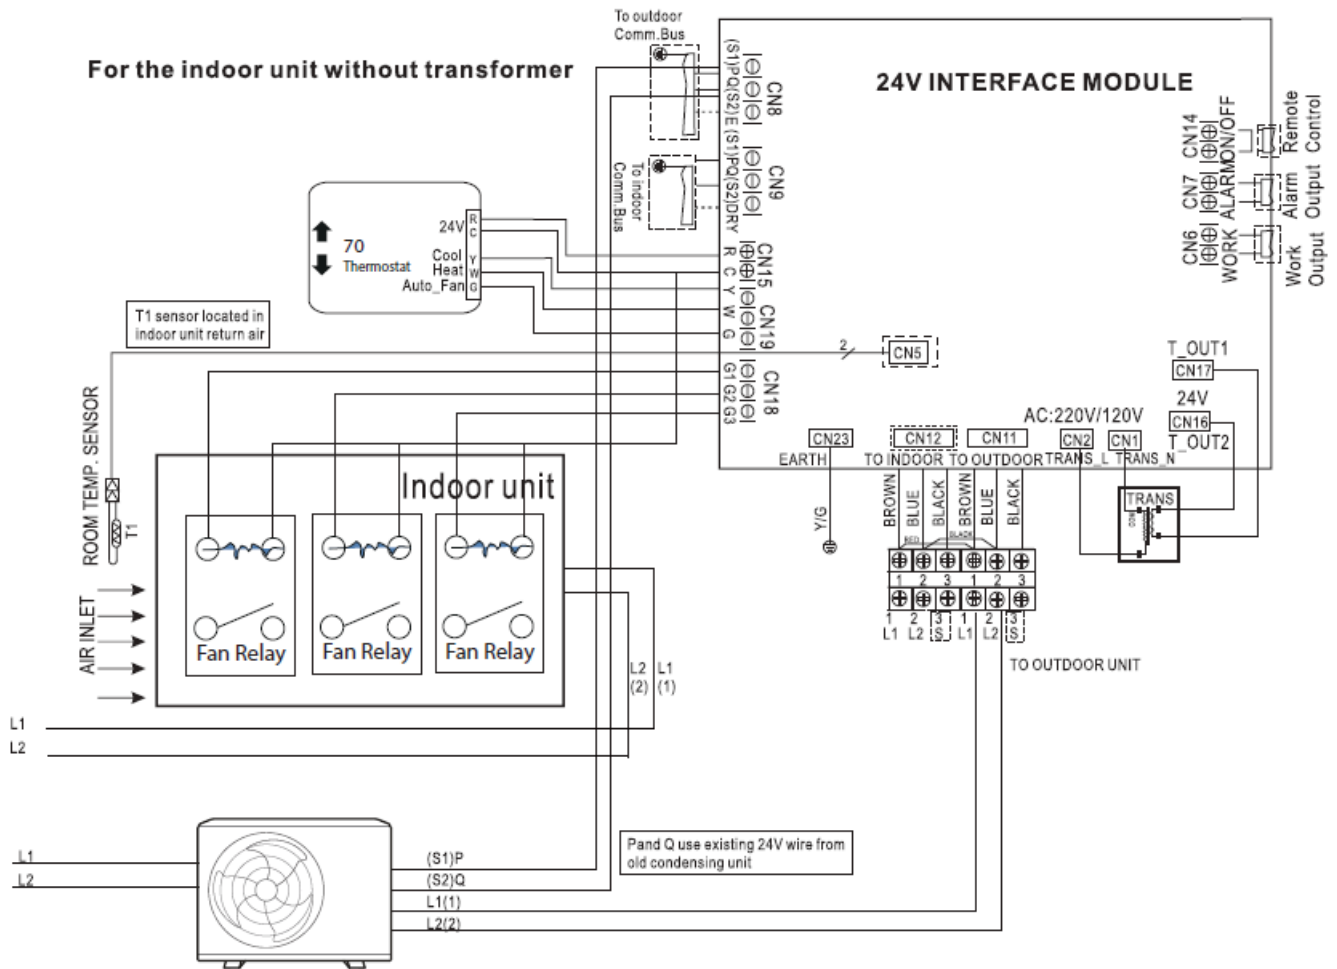 To outdoor
Comm.Bus
For the indoor unit without transformer
24V INTERFACE MODULE
(S1)PQ(S2)E
CN8
(S1)PQ(S2)DRY
CN9
To indoor
Comm.Bus
CN14
ON/OFF
Remote
Control
CN7
ALARM
Alarm
Output
CN6
WORK
Work
Output
70
Thermostat
24V
R
C
Cool
Y
Heat
W
Auto_Fan
G
R
C
CN15
Y
W
G
CN19
T1 sensor located in
indoor unit return air
2
CN5
G1
G2
G3
CN18
T_OUT1
CN17
24V
CN16
T_OUT2
AC:220V/120V
CN23
CN12
CN11
CN2
CN1
EARTH
TO INDOOR
TO OUTDOOR
TRANS_L
TRANS_N
ROOM TEMP. SENSOR
T1
Indoor unit
Y/G
BROWN
BLUE
BLACK
BROWN
BLUE
BLACK
RED
BLACK
TRANS
1 2 3 1 2 3
1 2 3 1 2 3
L1 L2 S L1 L2 S
TO OUTDOOR UNIT
AIR INLET
Fan Relay
Fan Relay
Fan Relay
L2
(2)
L1
(1)
L1
L2
Pand Q use existing 24V wire from
old condensing unit
L1
L2
(S1)P
(S2)Q
L1(1)
L2(2)